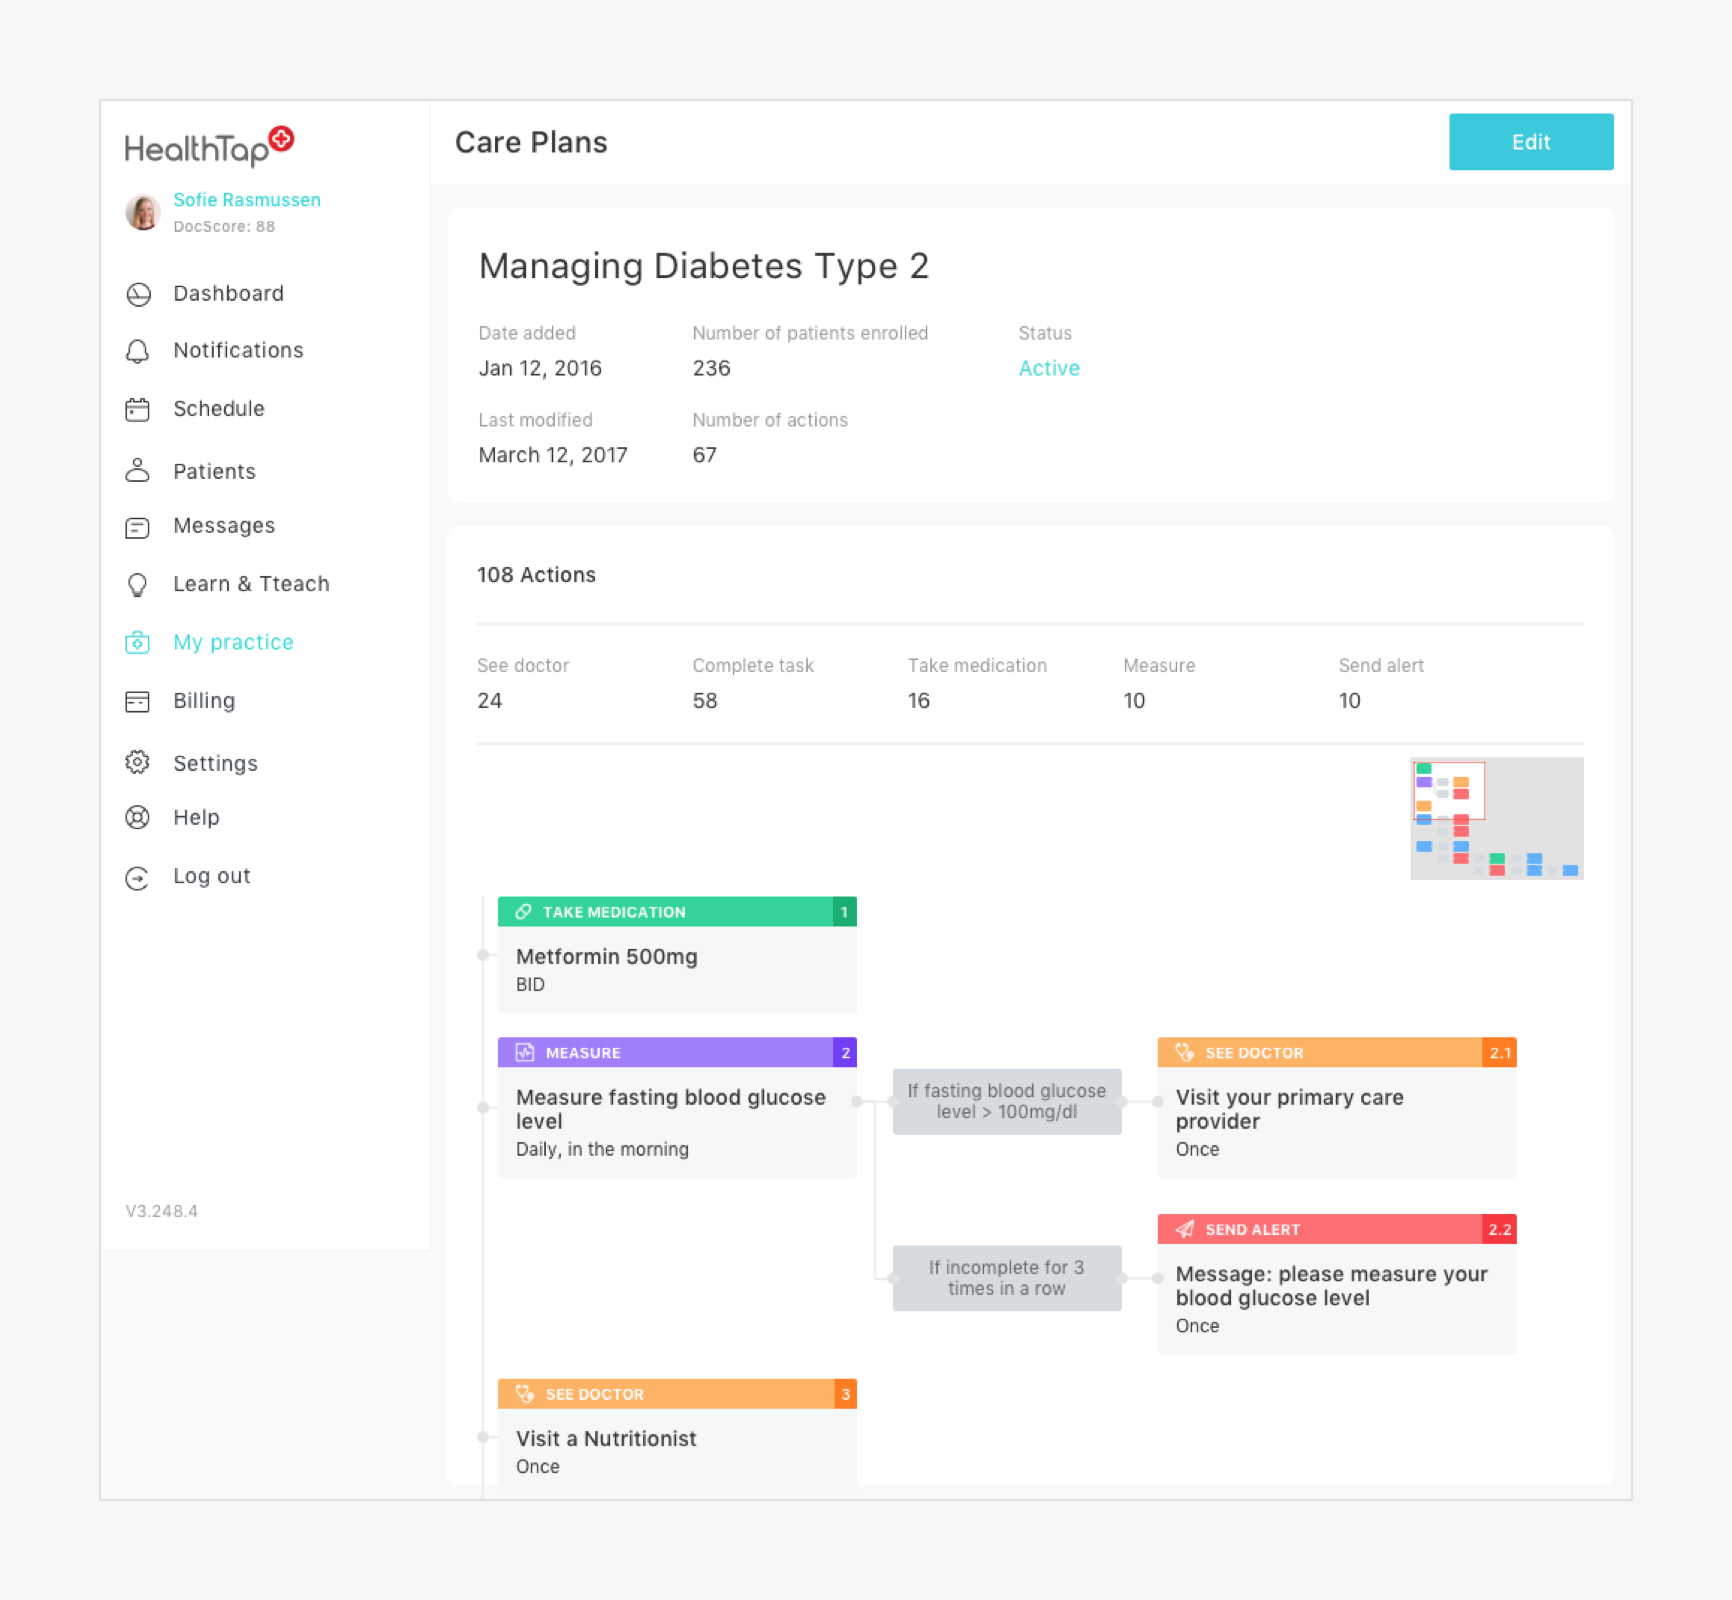 HealthTap
Sofie Rasmussen
DocScore: 88
Dashboard
Notifications
Schedule
Patients
Messages
Learn & Tteach
My practice
Billing
Settings
Help
Log out
V3.248.4
Care Plans
Edit
Managing Diabetes Type 2
Date added
Number of patients enrolled
Status
Jan 12, 2016
236
Active
Last modified
Number of actions
March 12, 2017
67
108 Actions
See doctor
Complete task
Take medication
Measure
Send alert
24
58
16
10
10
TAKE MEDICATION
1
Metformin 500mg
BID
MEASURE
2
Measure fasting blood glucose
level
Daily, in the morning
If fasting blood glucose
level > 100mg/dl
SEE DOCTOR
2.1
Visit your primary care
provider
Once
If incomplete for 3
times in a row
SEND ALERT
2.2
Message: please measure your
blood glucose level
Once
SEE DOCTOR
3
Visit a Nutritionist
Once